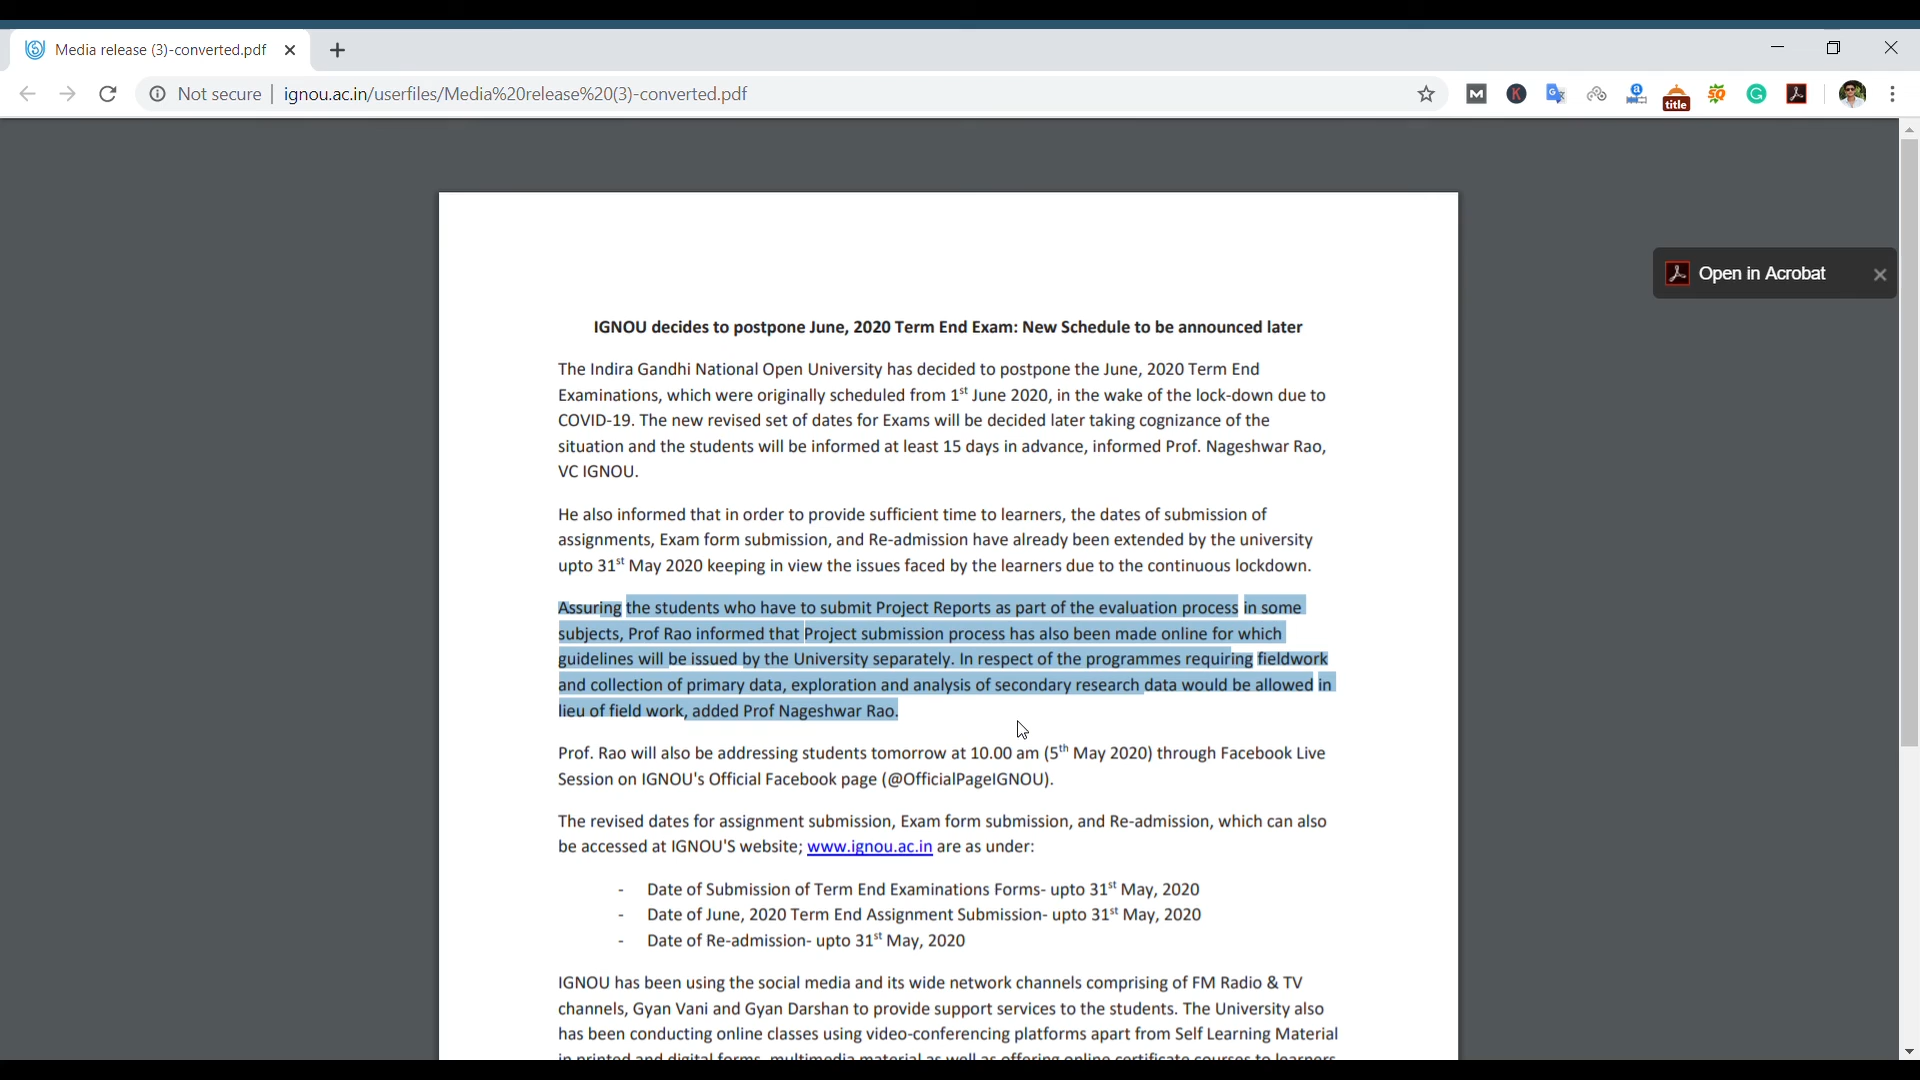 Media release (3)-converted.pdf
Not secure | ignou.ac.in/userfiles/Media%20release%20(3)-converted.pdf
title
Open in Acrobat
IGNOU decides to postpone June, 2020 Term End Exam: New Schedule to be announced later
The Indira Gandhi National Open University has decided to postpone the June, 2020 Term End
Examinations, which were originally scheduled from 1st June 2020, in the wake of the lock-down due to
COVID-19. The new revised set of dates for Exams will be decided later taking cognizance of the
situation and the students will be informed at least 15 days in advance, informed Prof. Nageshwar Rao,
VC IGNOU.
He also informed that in order to provide sufficient time to learners, the dates of submission of
assignments, Exam form submission, and Re-admission have already been extended by the university
upto 31st May 2020 keeping in view the issues faced by the learners due to the continuous lockdown.
Assuring the students who have to submit Project Reports as part of the evaluation process in some
subjects, Prof Rao informed that Project submission process has also been made online for which
guidelines will be issued by the University separately. In respect of the programmes requiring fieldwork
and collection of primary data, exploration and analysis of secondary research data would be allowed in
lieu of field work, added Prof Nageshwar Rao.
Prof. Rao will also be addressing students tomorrow at 10.00 am (5th May 2020) through Facebook Live
Session on IGNOU's Official Facebook page (@OfficialPageIGNOU).
The revised dates for assignment submission, Exam form submission, and Re-admission, which can also
be accessed at IGNOU'S website; www.ignou.ac.in are as under:
- Date of Submission of Term End Examinations Forms- upto 31st May, 2020
- Date of June, 2020 Term End Assignment Submission- upto 31st May, 2020
- Date of Re-admission- upto 31st May, 2020
IGNOU has been using the social media and its wide network channels comprising of FM Radio & TV
channels, Gyan Vani and Gyan Darshan to provide support services to the students. The University also
has been conducting online classes using video-conferencing platforms apart from Self Learning Material
in printed and digital forms, multimedia material as well as offering online certificate courses to learners